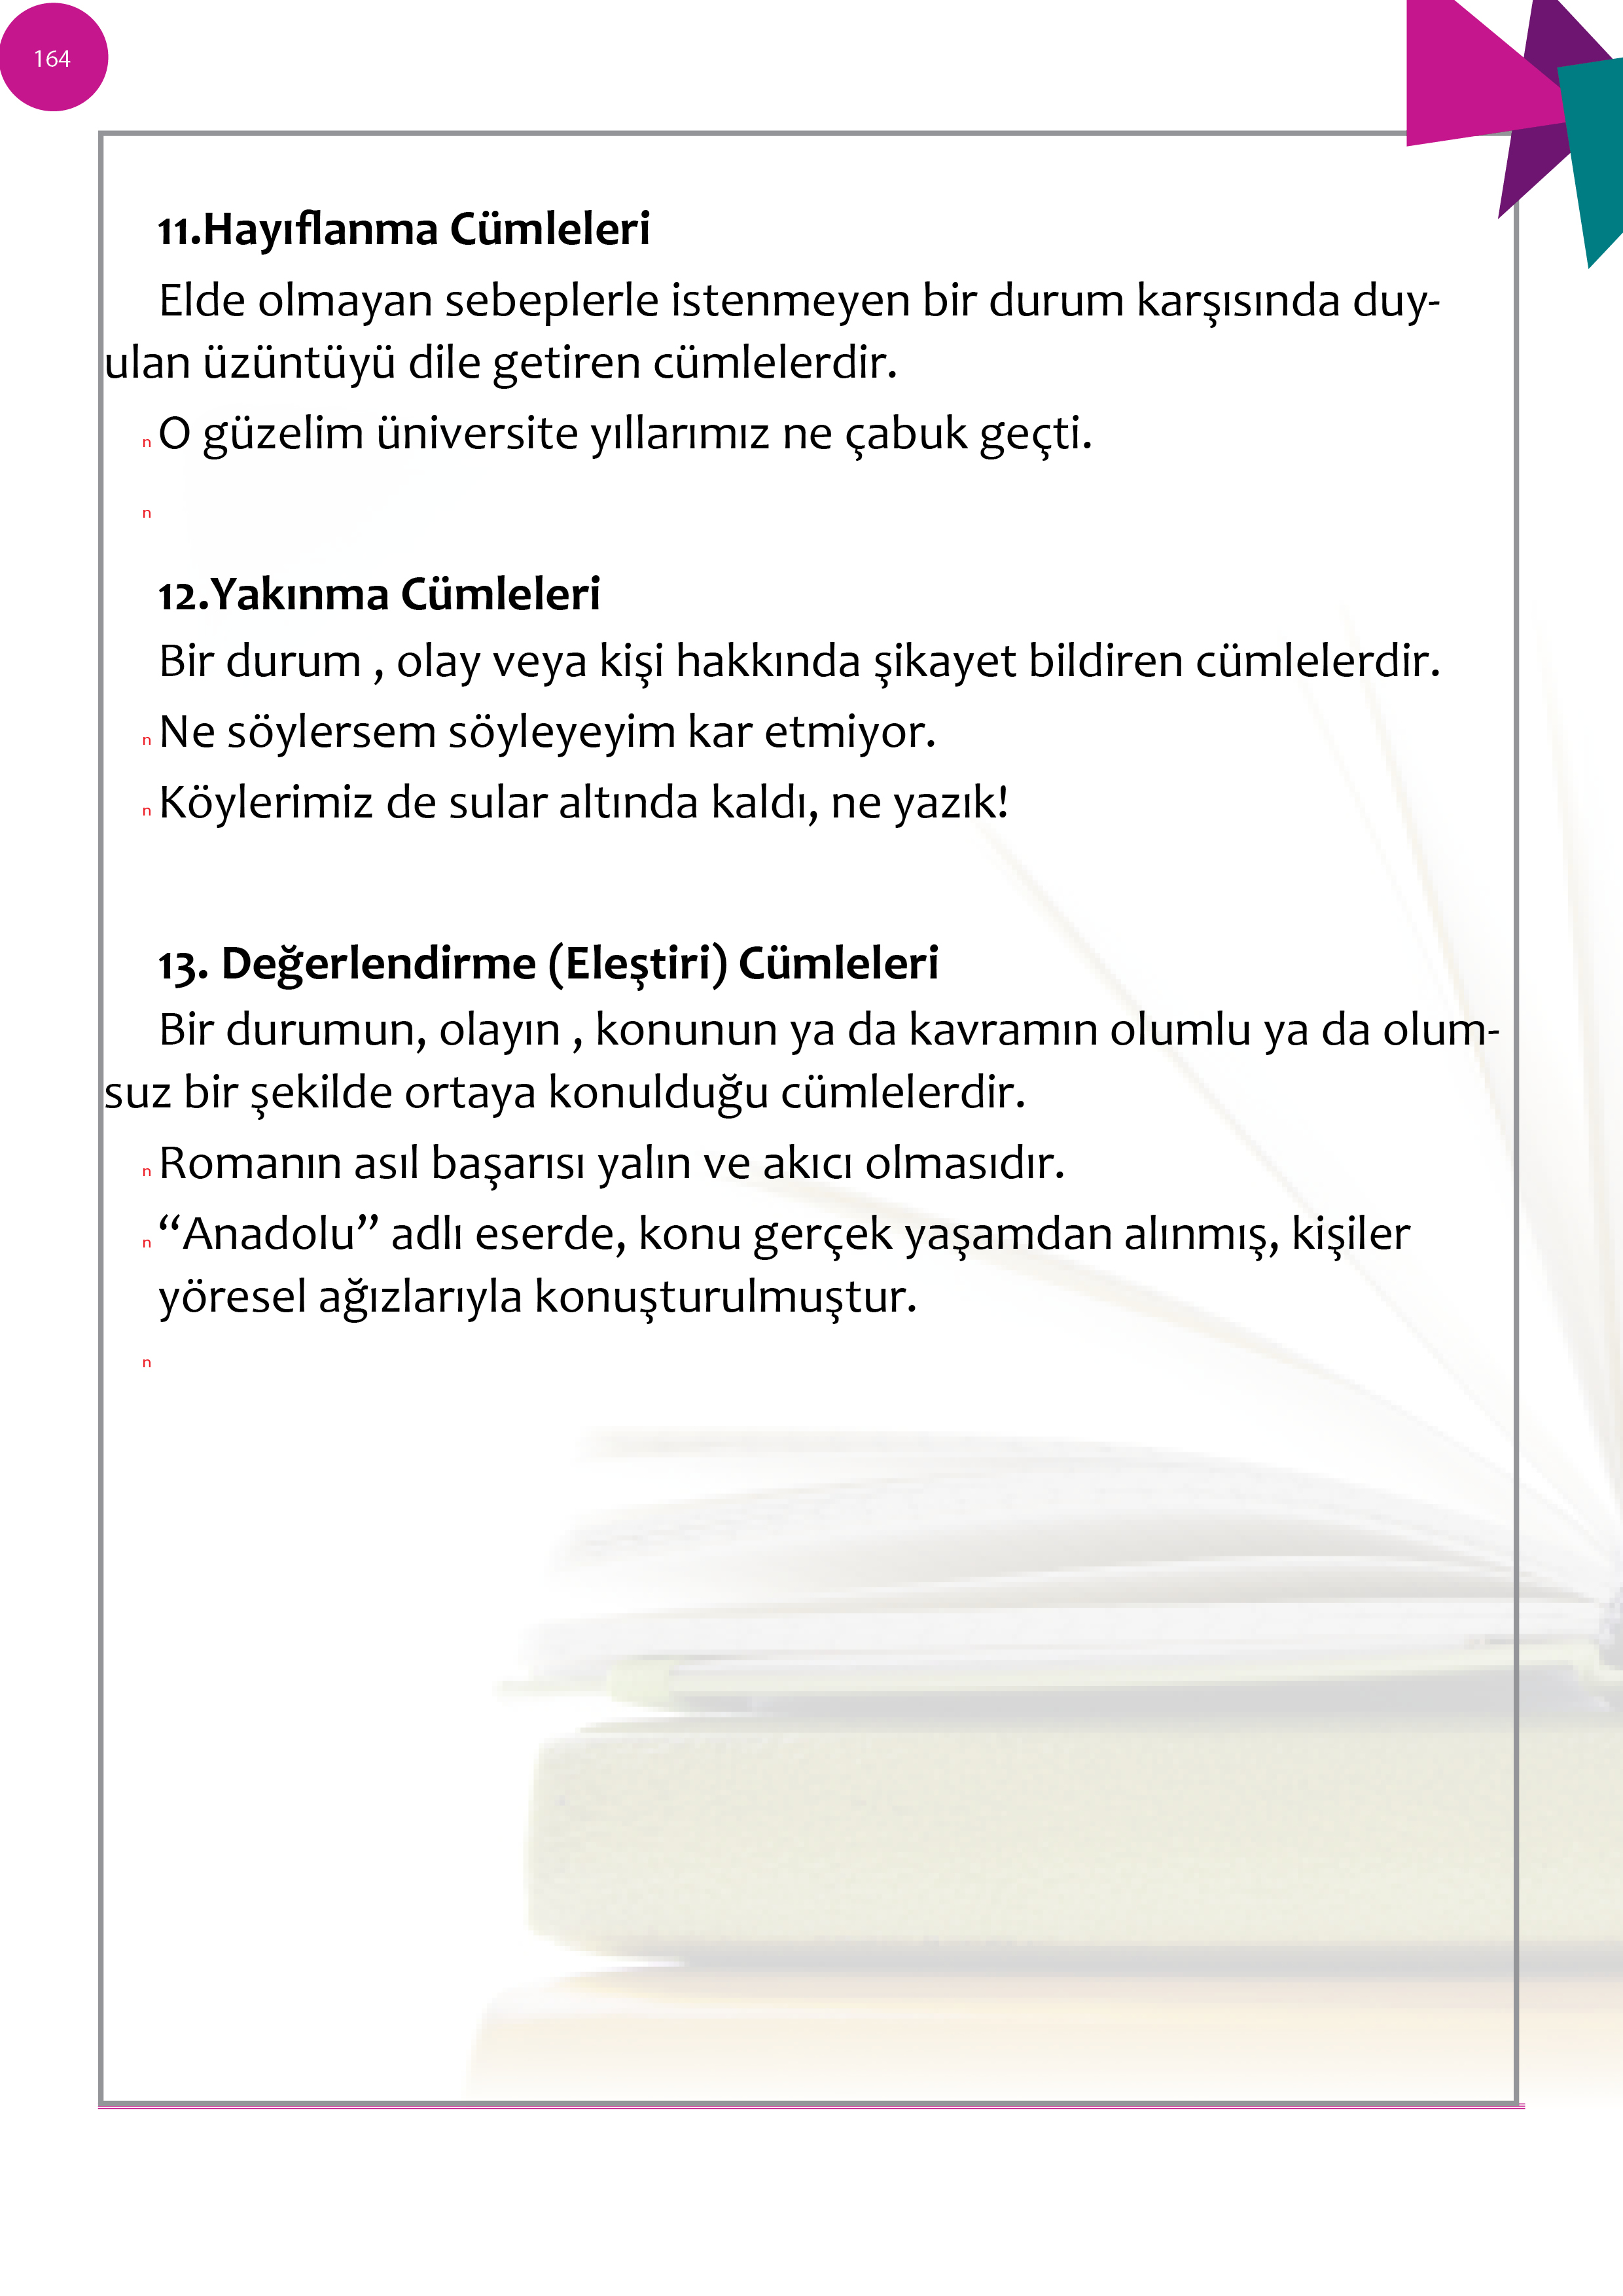 164
11.Hayıflanma Cümleleri
Elde olmayan sebeplerle istenmeyen bir durum karşısında duy-
ulan üzüntüyü dile getiren cümlelerdir.
n O güzelim üniversite yıllarımız ne çabuk geçti.
n
12.Yakınma Cümleleri
Bir durum , olay veya kişi hakkında şikayet bildiren cümlelerdir.
n Ne söylersem söyleyeyim kar etmiyor.
n Köylerimiz de sular altında kaldı, ne yazık!
13. Değerlendirme (Eleştiri) Cümleleri
Bir durumun, olayın , konunun ya da kavramın olumlu ya da olum-
suz bir şekilde ortaya konulduğu cümlelerdir.
n Romanın asıl başarısı yalın ve akıcı olmasıdır.
n “Anadolu” adlı eserde, konu gerçek yaşamdan alınmış, kişiler
yöresel ağızlarıyla konuşturulmuştur.
n